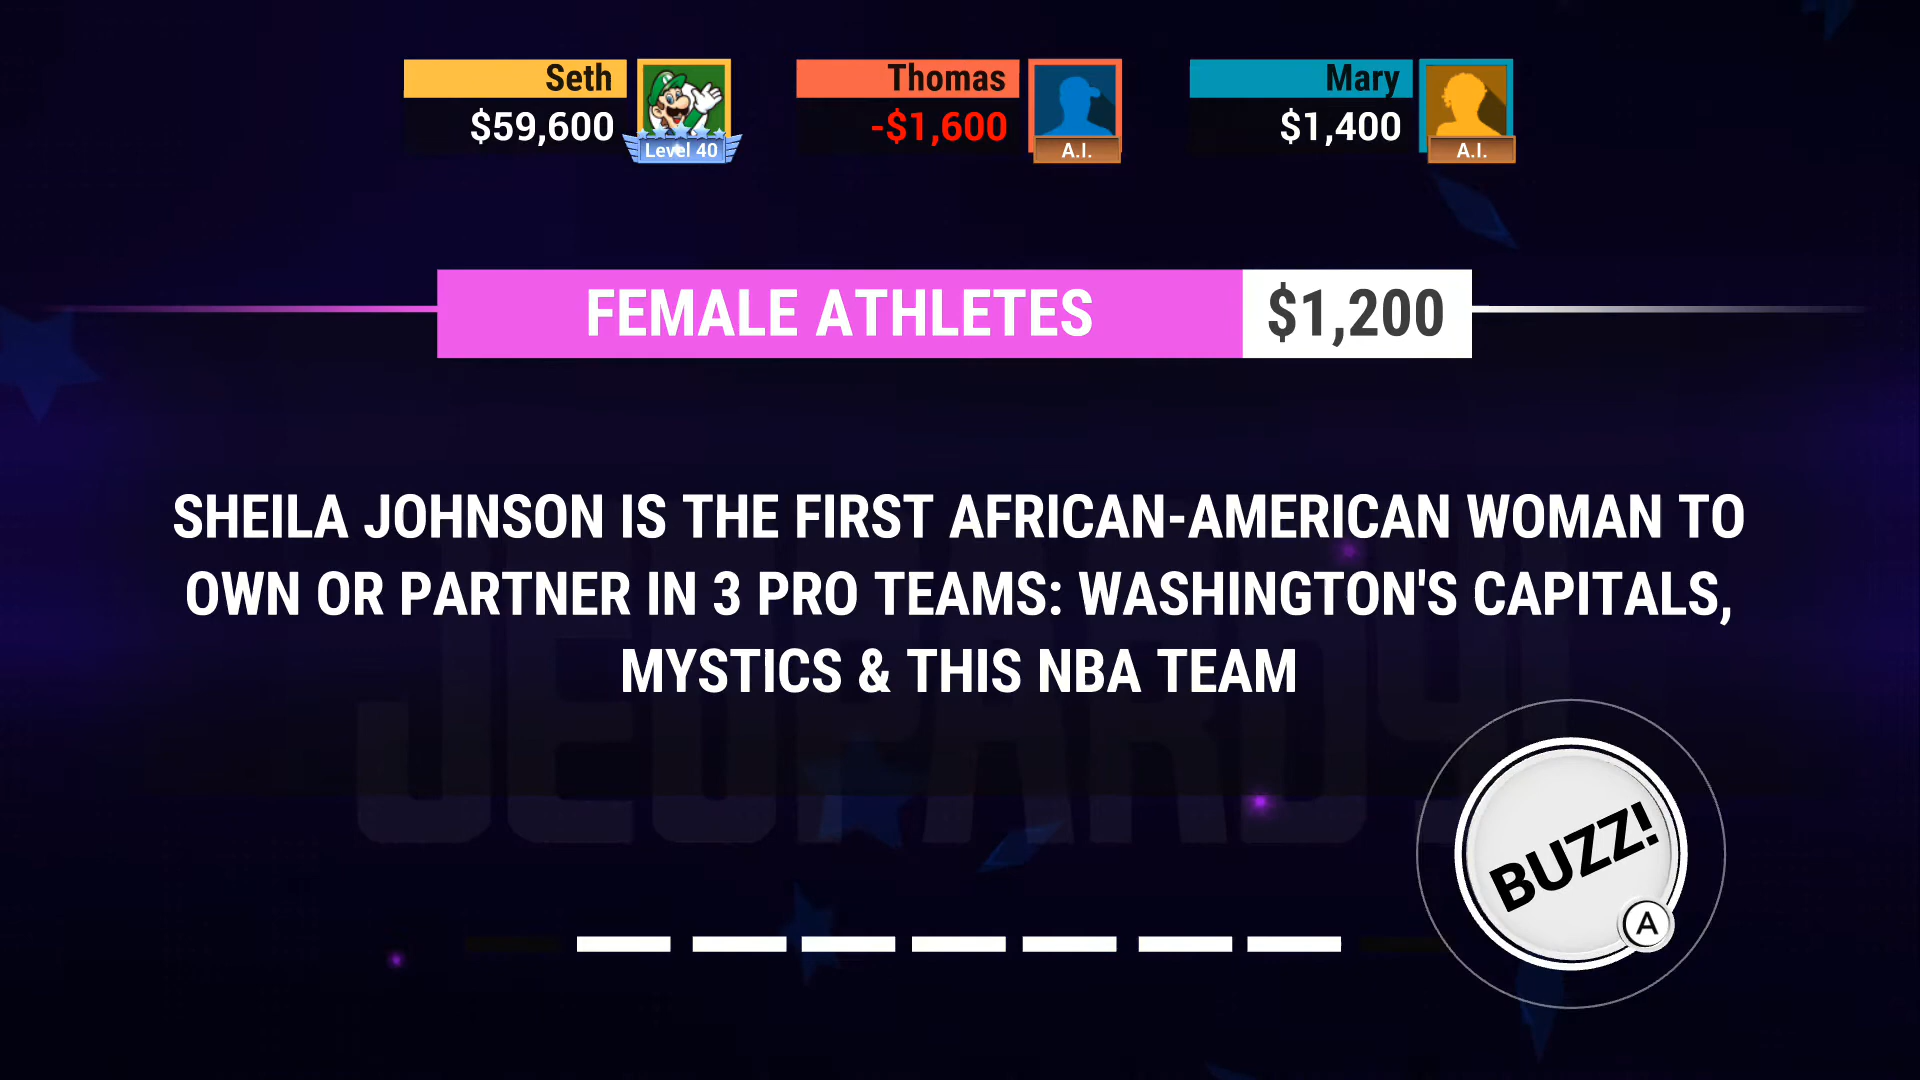 Seth
$59,600
Level 40
Thomas
-$1,600
A.I.
Mary
$1,400
A.I.
FEMALE ATHLETES $1,200
SHEILA JOHNSON IS THE FIRST AFRICAN-AMERICAN WOMAN TO
OWN OR PARTNER IN 3 PRO TEAMS: WASHINGTON'S CAPITALS,
MYSTICS & THIS NBA TEAM
JEOPARDY!
BUZZ!
A